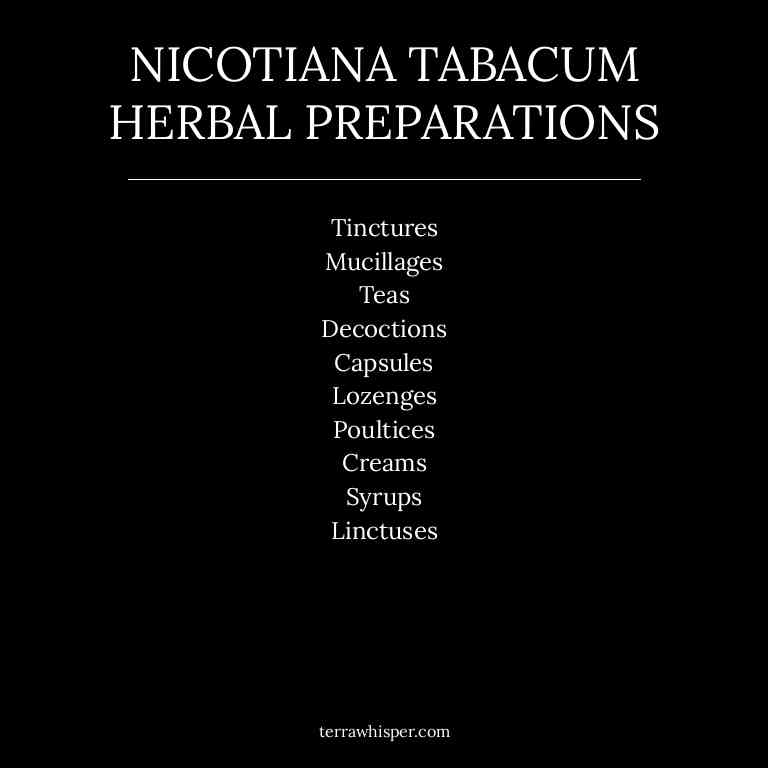 NICOTIANA TABACUM
HERBAL PREPARATIONS
Tinctures
Mucillages
Teas
Decoctions
Capsules
Lozenges
Poultices
Creams
Syrups
Linctuses
terrawhisper.com